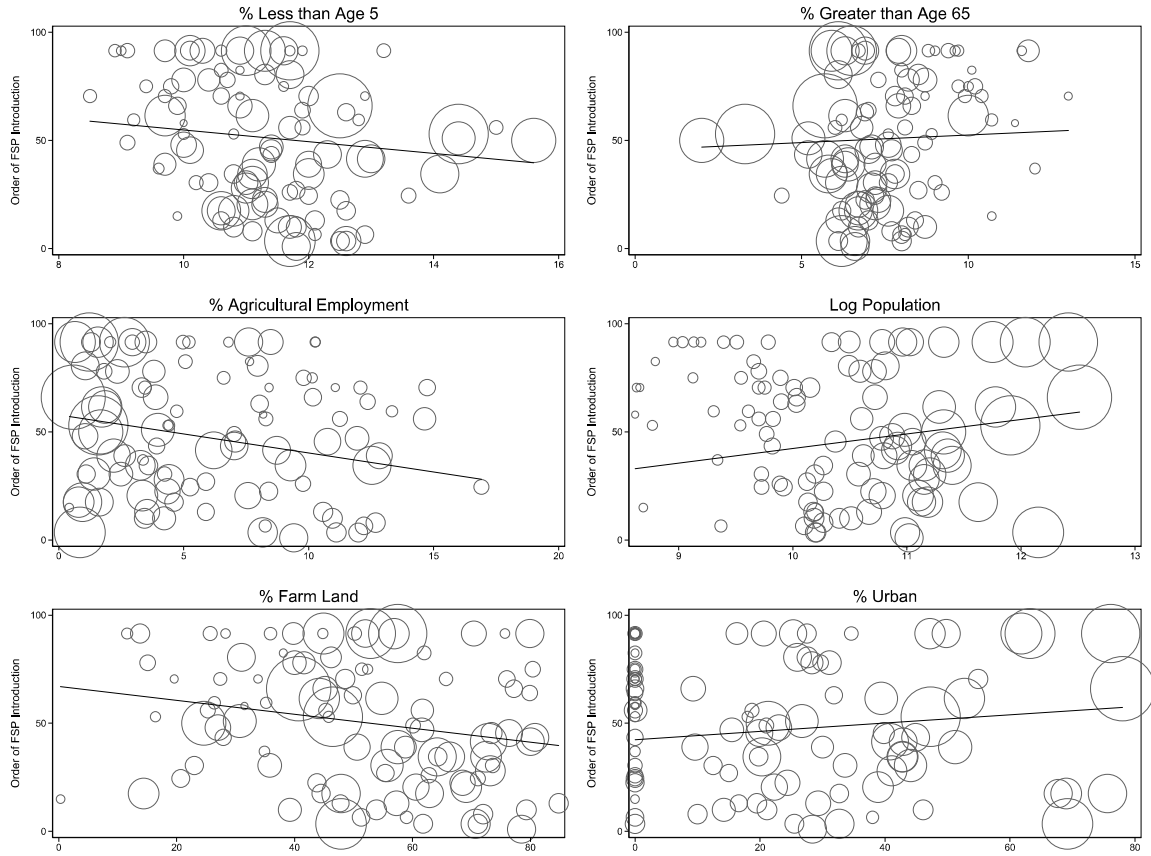 % Less than Age 5
Order of FSP Introduction
100
50
0
8 10 12 14 16
% Greater than Age 65
Order of FSP Introduction
100
50
0
0 5 10 15
% Agricultural Employment
Order of FSP Introduction
100
50
0
0 5 10 15 20
Log Population
Order of FSP Introduction
100
50
0
9 10 11 12 13
% Farm Land
Order of FSP Introduction
100
50
0
0 20 40 60 80
% Urban
Order of FSP Introduction
100
50
0
0 20 40 60 80